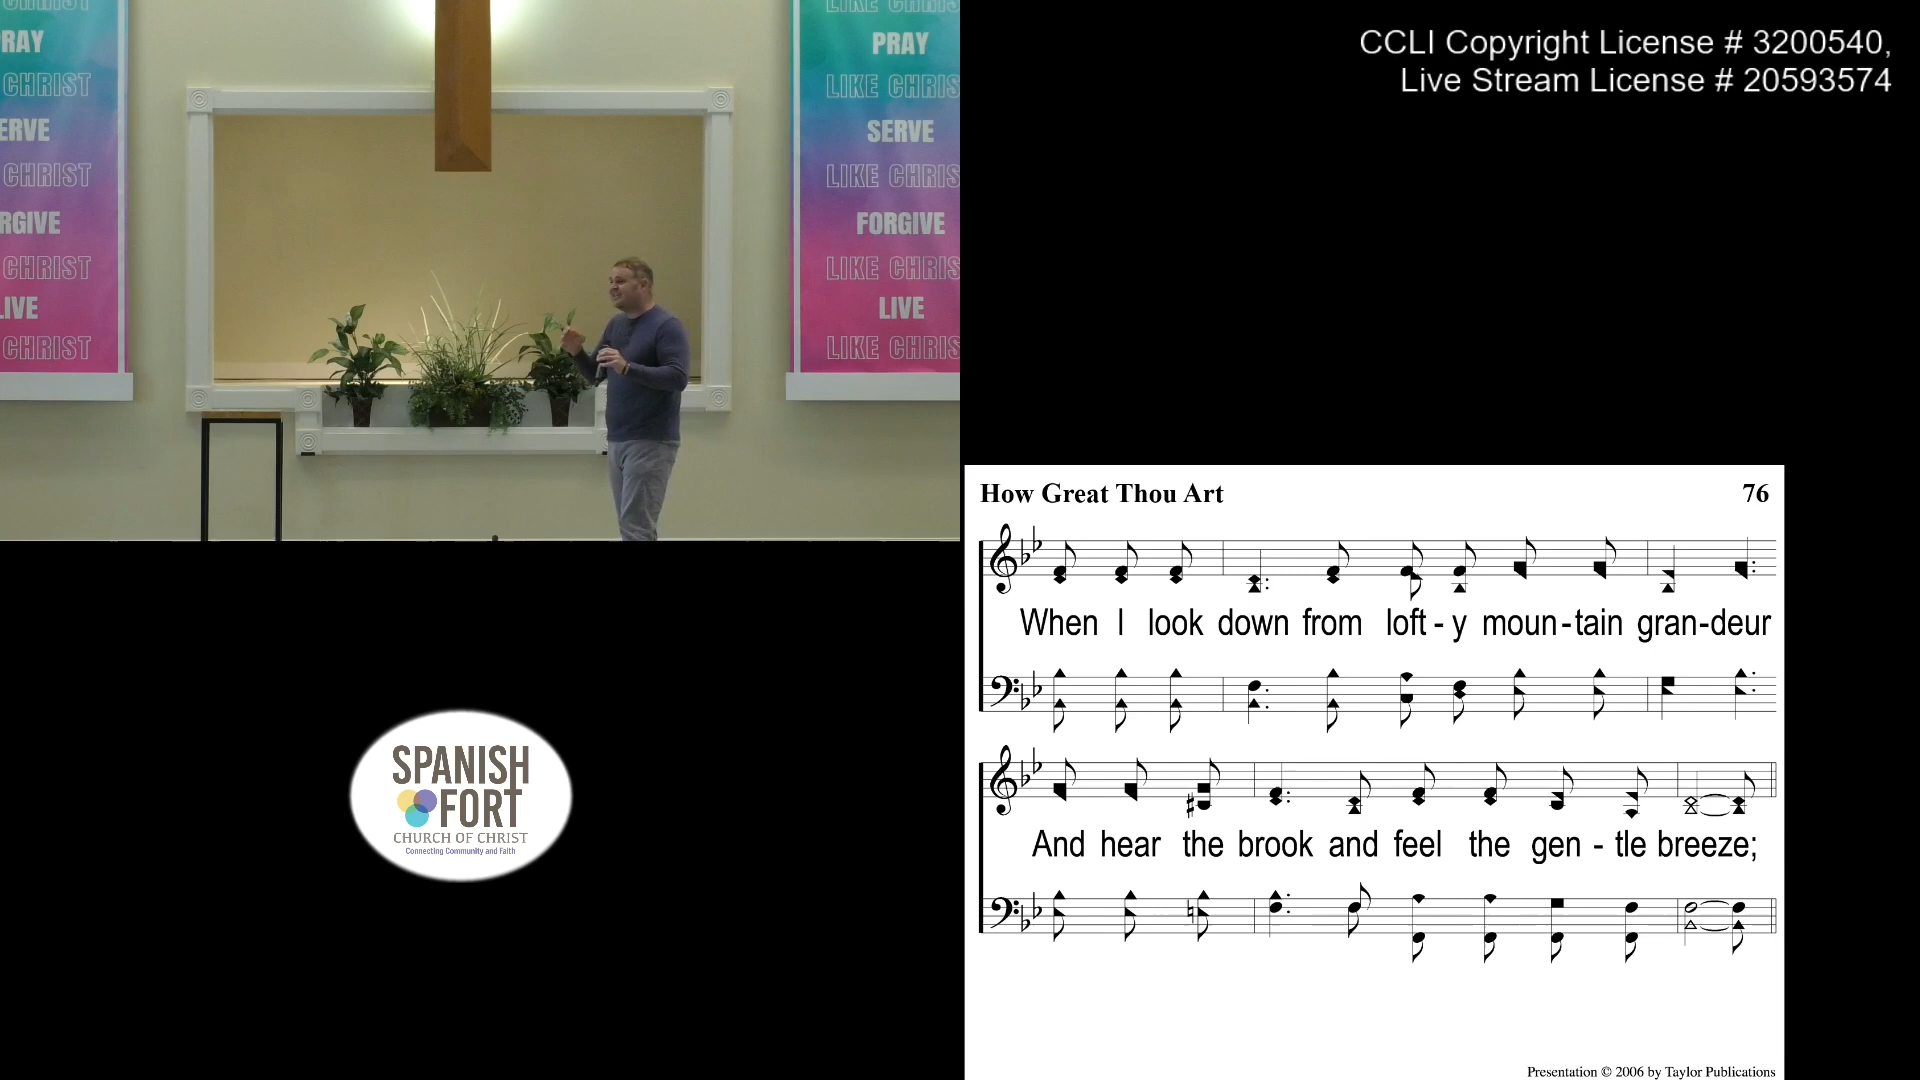 RAY
CHRIST
ERVE
CHRIST
RGIVE
CHRIST
LIVE
CHRIST
LIKE CHRIS
PRAY
LIKE CHRIS
SERVE
LIKE CHRIS
FORGIVE
LIKE CHRIS
LIVE
LIKE CHRIS
CCLI Copyright License # 3200540,
Live Stream License # 20593574
How Great Thou Art 76
When I look down from loft - y moun - tain gran - deur
And hear the brook and feel the gen - tle breeze;
Presentation © 2006 by Taylor Publications
SPANISH
FORT
CHURCH OF CHRIST
Connecting Community and Faith